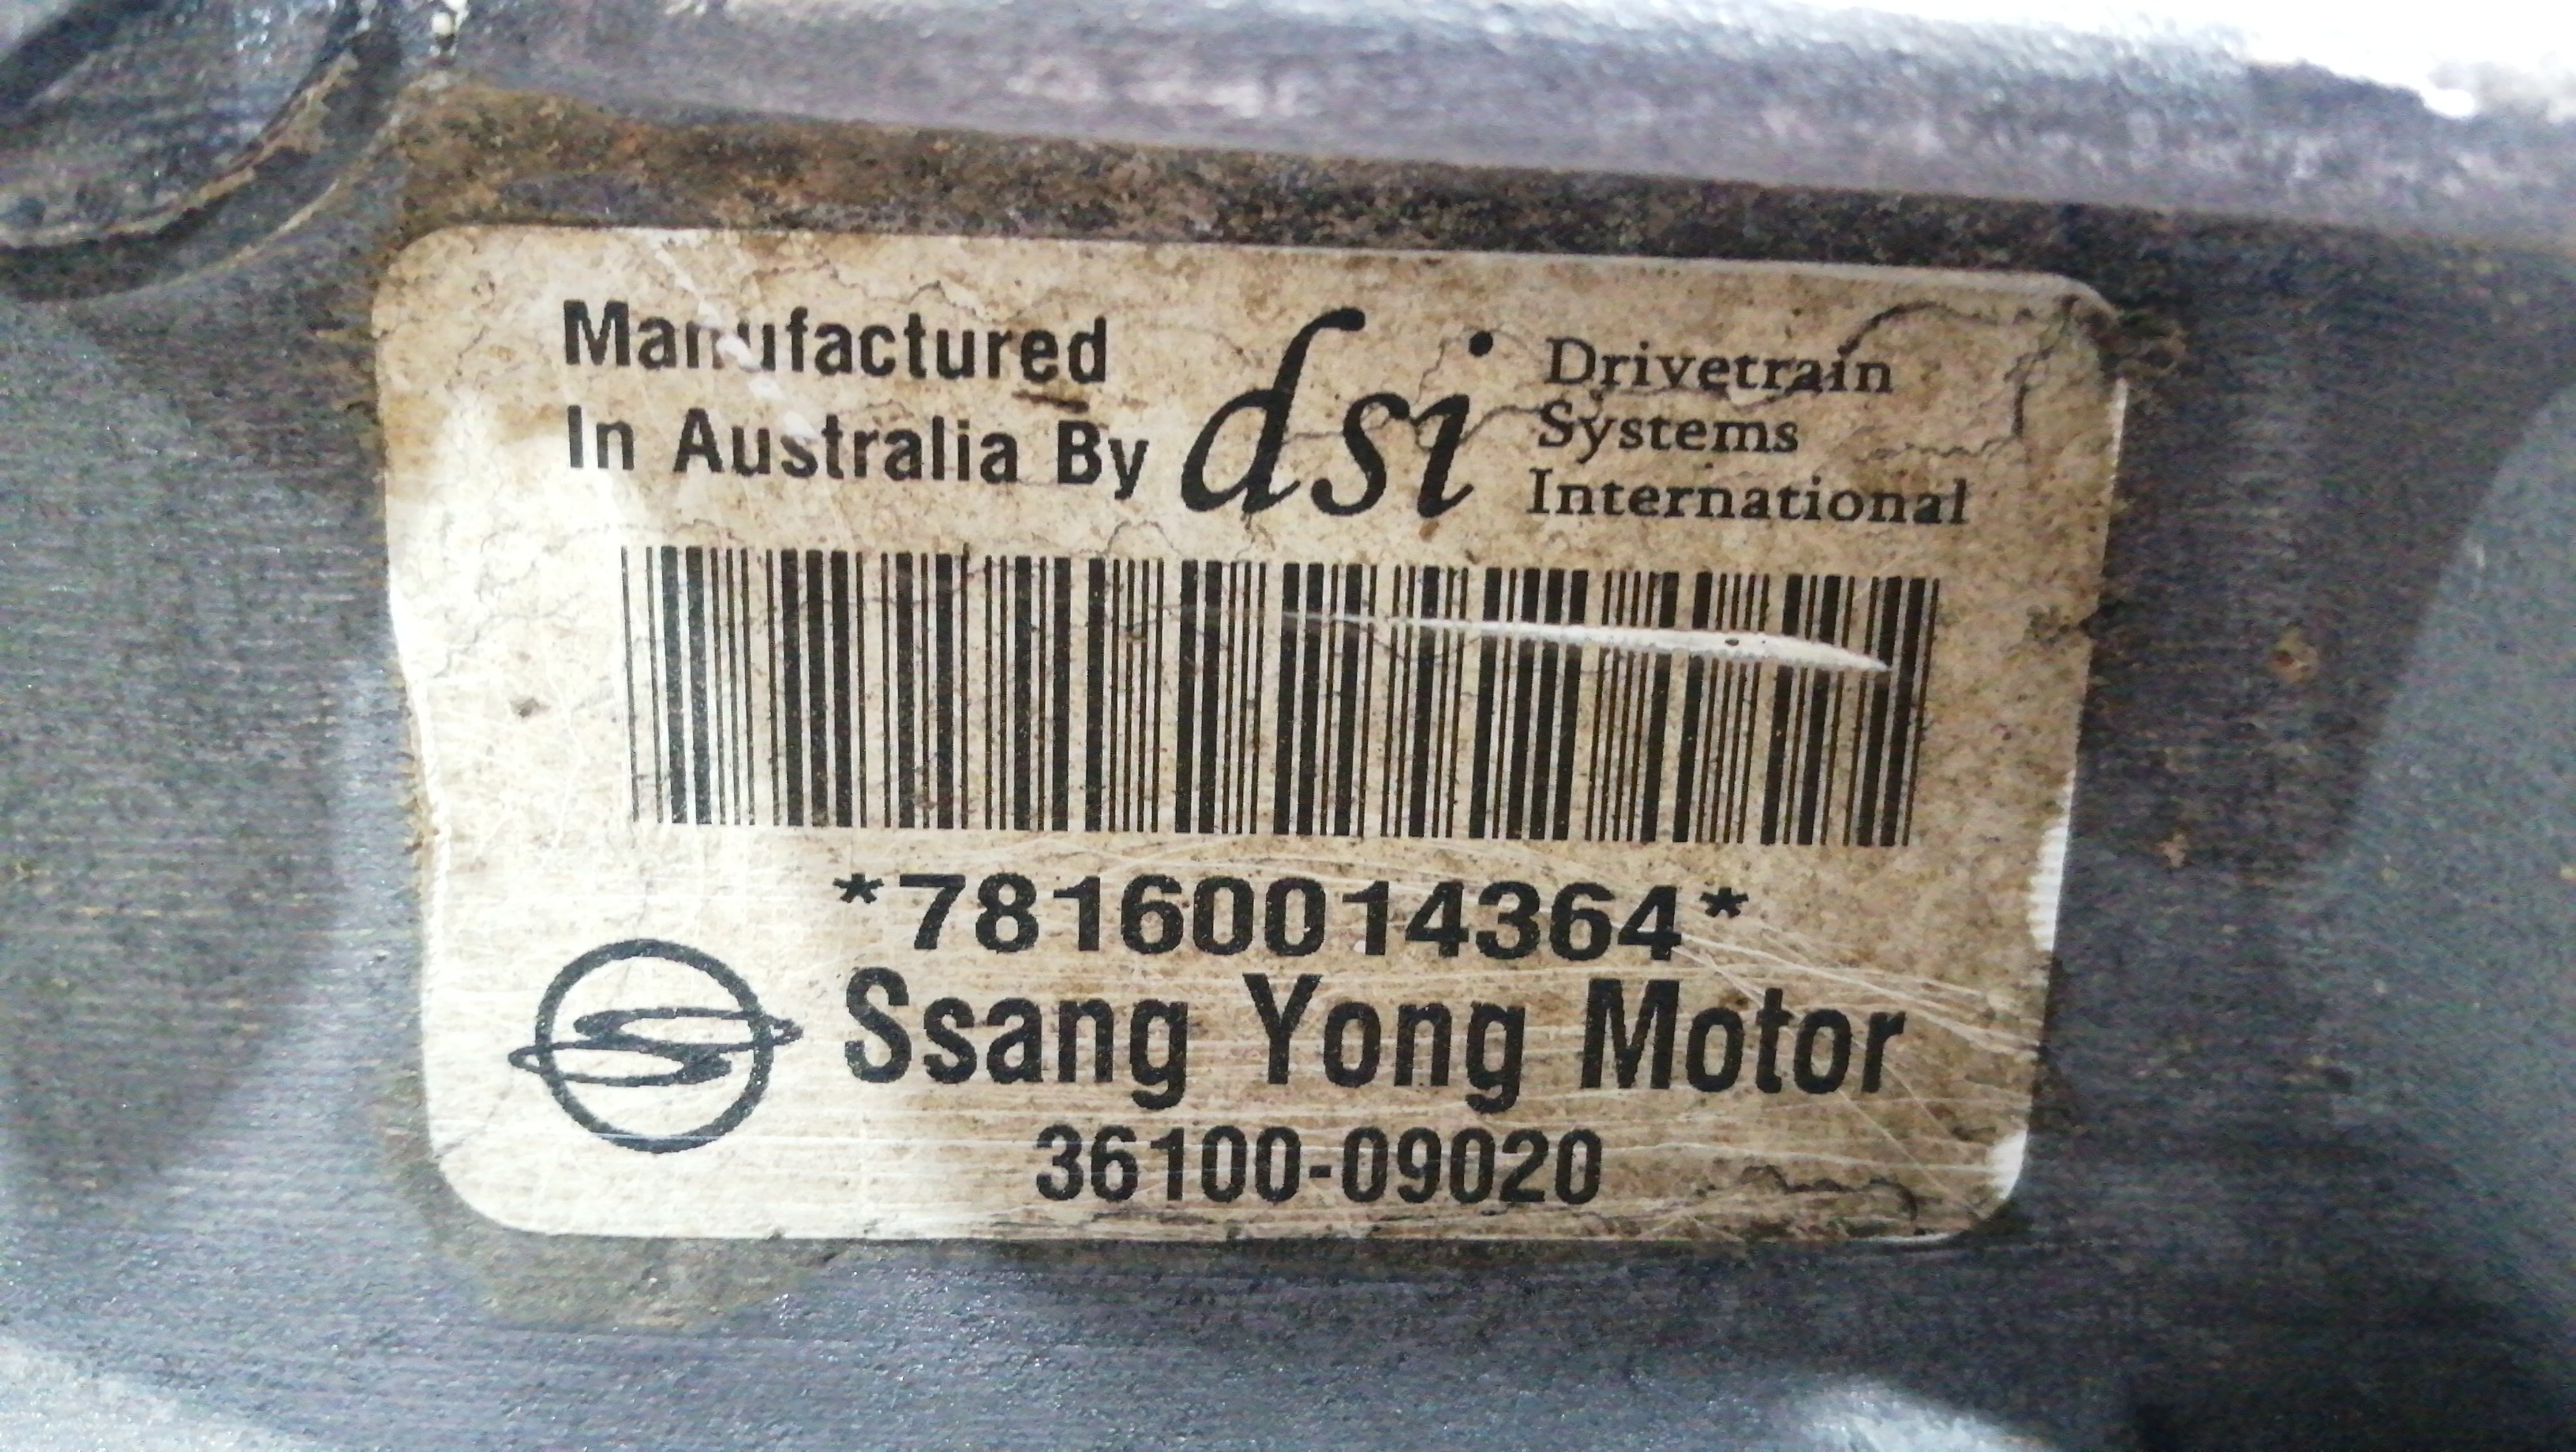 Manufactured
In Australia By
dsi
Drivetrain
Systems
International
*78160014364*
Ssang Yong Motor
36100-09020